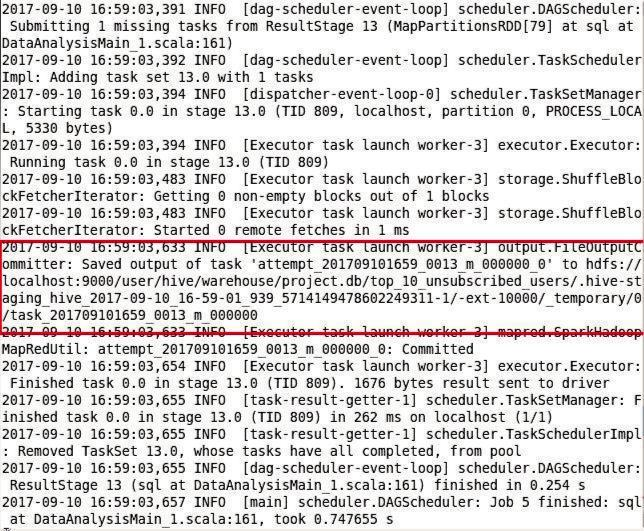 2017-09-10 16:59:03,391 INFO  [dag-scheduler-event-loop] scheduler.DAGScheduler:
 Submitting 1 missing tasks from ResultStage 13 (MapPartitionsRDD[79] at sql at
DataAnalysisMain_1.scala:161)
2017-09-10 16:59:03,392 INFO  [dag-scheduler-event-loop] scheduler.TaskScheduler
Impl: Adding task set 13.0 with 1 tasks
2017-09-10 16:59:03,394 INFO  [dispatcher-event-loop-0] scheduler.TaskSetManager
: Starting task 0.0 in stage 13.0 (TID 809, localhost, partition 0, PROCESS_LOCA
L, 5330 bytes)
2017-09-10 16:59:03,394 INFO  [Executor task launch worker-3] executor.Executor:
 Running task 0.0 in stage 13.0 (TID 809)
2017-09-10 16:59:03,483 INFO  [Executor task launch worker-3] storage.ShuffleBlo
ckFetcherIterator: Getting 0 non-empty blocks out of 1 blocks
2017-09-10 16:59:03,483 INFO  [Executor task launch worker-3] storage.ShuffleBlo
ckFetcherIterator: Started 0 remote fetches in 1 ms
2017-09-10 16:59:03,633 INFO  [Executor task launch worker-3] output.FileOutputC
ommitter: Saved output of task 'attempt_201709101659_0013_m_000000_0' to hdfs://
localhost:9000/user/hive/warehouse/project.db/top_10_unsubscribed_users/.hive-st
aging_hive_2017-09-10_16-59-01_939_5714149478602249311-1/-ext-10000/_temporary/0
/task_201709101659_0013_m_000000
2017-09-10 16:59:03,633 INFO  [Executor task launch worker-3] mapred.SparkHadoop
MapRedUtil: attempt_201709101659_0013_m_000000_0: Committed
2017-09-10 16:59:03,654 INFO  [Executor task launch worker-3] executor.Executor:
 Finished task 0.0 in stage 13.0 (TID 809). 1676 bytes result sent to driver
2017-09-10 16:59:03,655 INFO  [task-result-getter-1] scheduler.TaskSetManager: F
inished task 0.0 in stage 13.0 (TID 809) in 262 ms on localhost (1/1)
2017-09-10 16:59:03,655 INFO  [task-result-getter-1] scheduler.TaskSchedulerImpl
: Removed TaskSet 13.0, whose tasks have all completed, from pool
2017-09-10 16:59:03,655 INFO  [dag-scheduler-event-loop] scheduler.DAGScheduler:
 ResultStage 13 (sql at DataAnalysisMain_1.scala:161) finished in 0.254 s
2017-09-10 16:59:03,657 INFO  [main] scheduler.DAGScheduler: Job 5 finished: sql
 at DataAnalysisMain_1.scala:161, took 0.747655 s